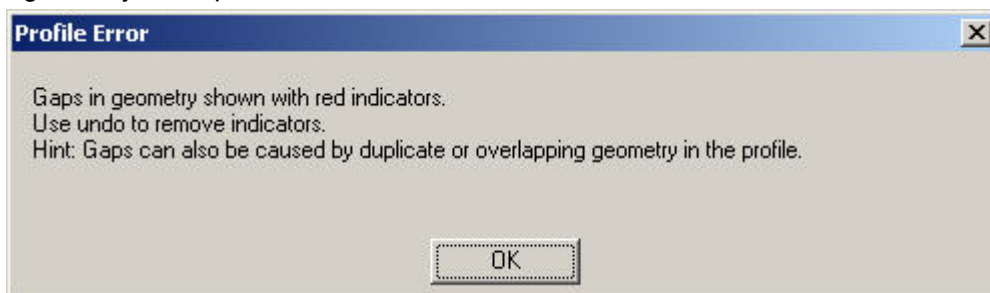 Profile Error
Gaps in geometry shown with red indicators.
Use undo to remove indicators.
Hint: Gaps can also be caused by duplicate or overlapping geometry in the profile.
OK